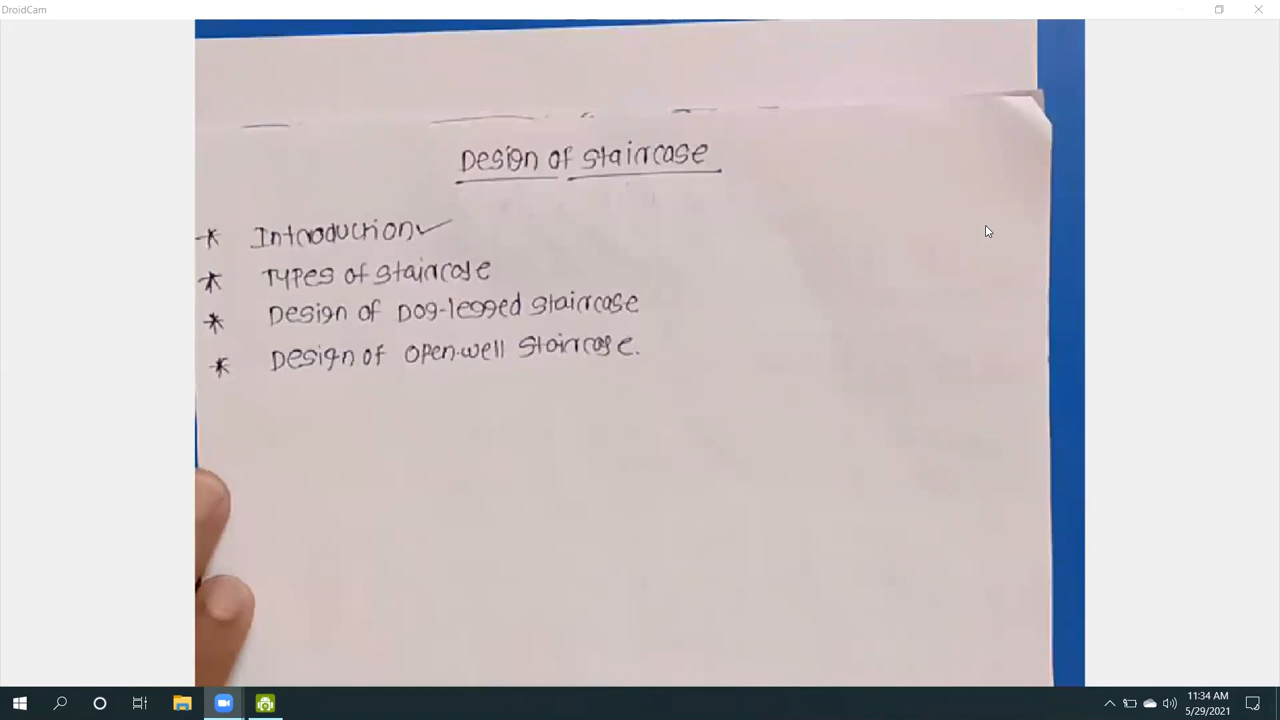 DroidCam
Design of Staircase
* Introduction ✓
* Types of Staircase
* Design of Dog-legged Staircase
* Design of open-well Staircase.
11:34 AM
5/29/2021